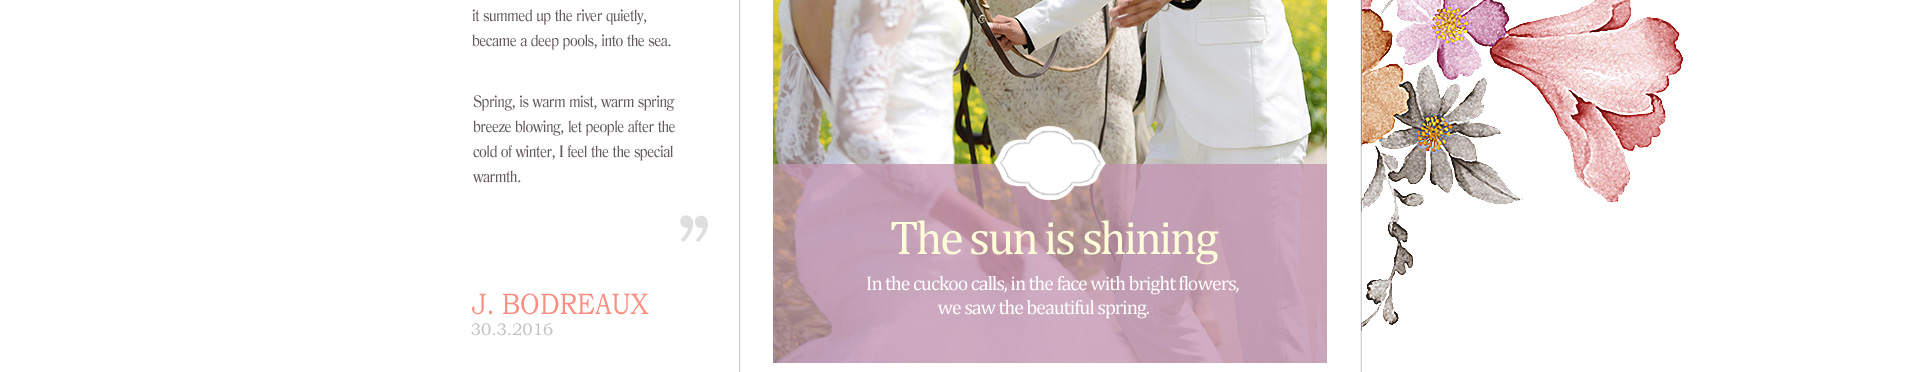 it summed up the river quietly,
became a deep pools, into the sea.
Spring, is warm mist, warm spring
breeze blowing, let people after the
cold of winter, I feel the the special
warmth.
”
J. BODREAUX
30.3.2016
The sun is shining
In the cuckoo calls, in the face with bright flowers,
we saw the beautiful spring.